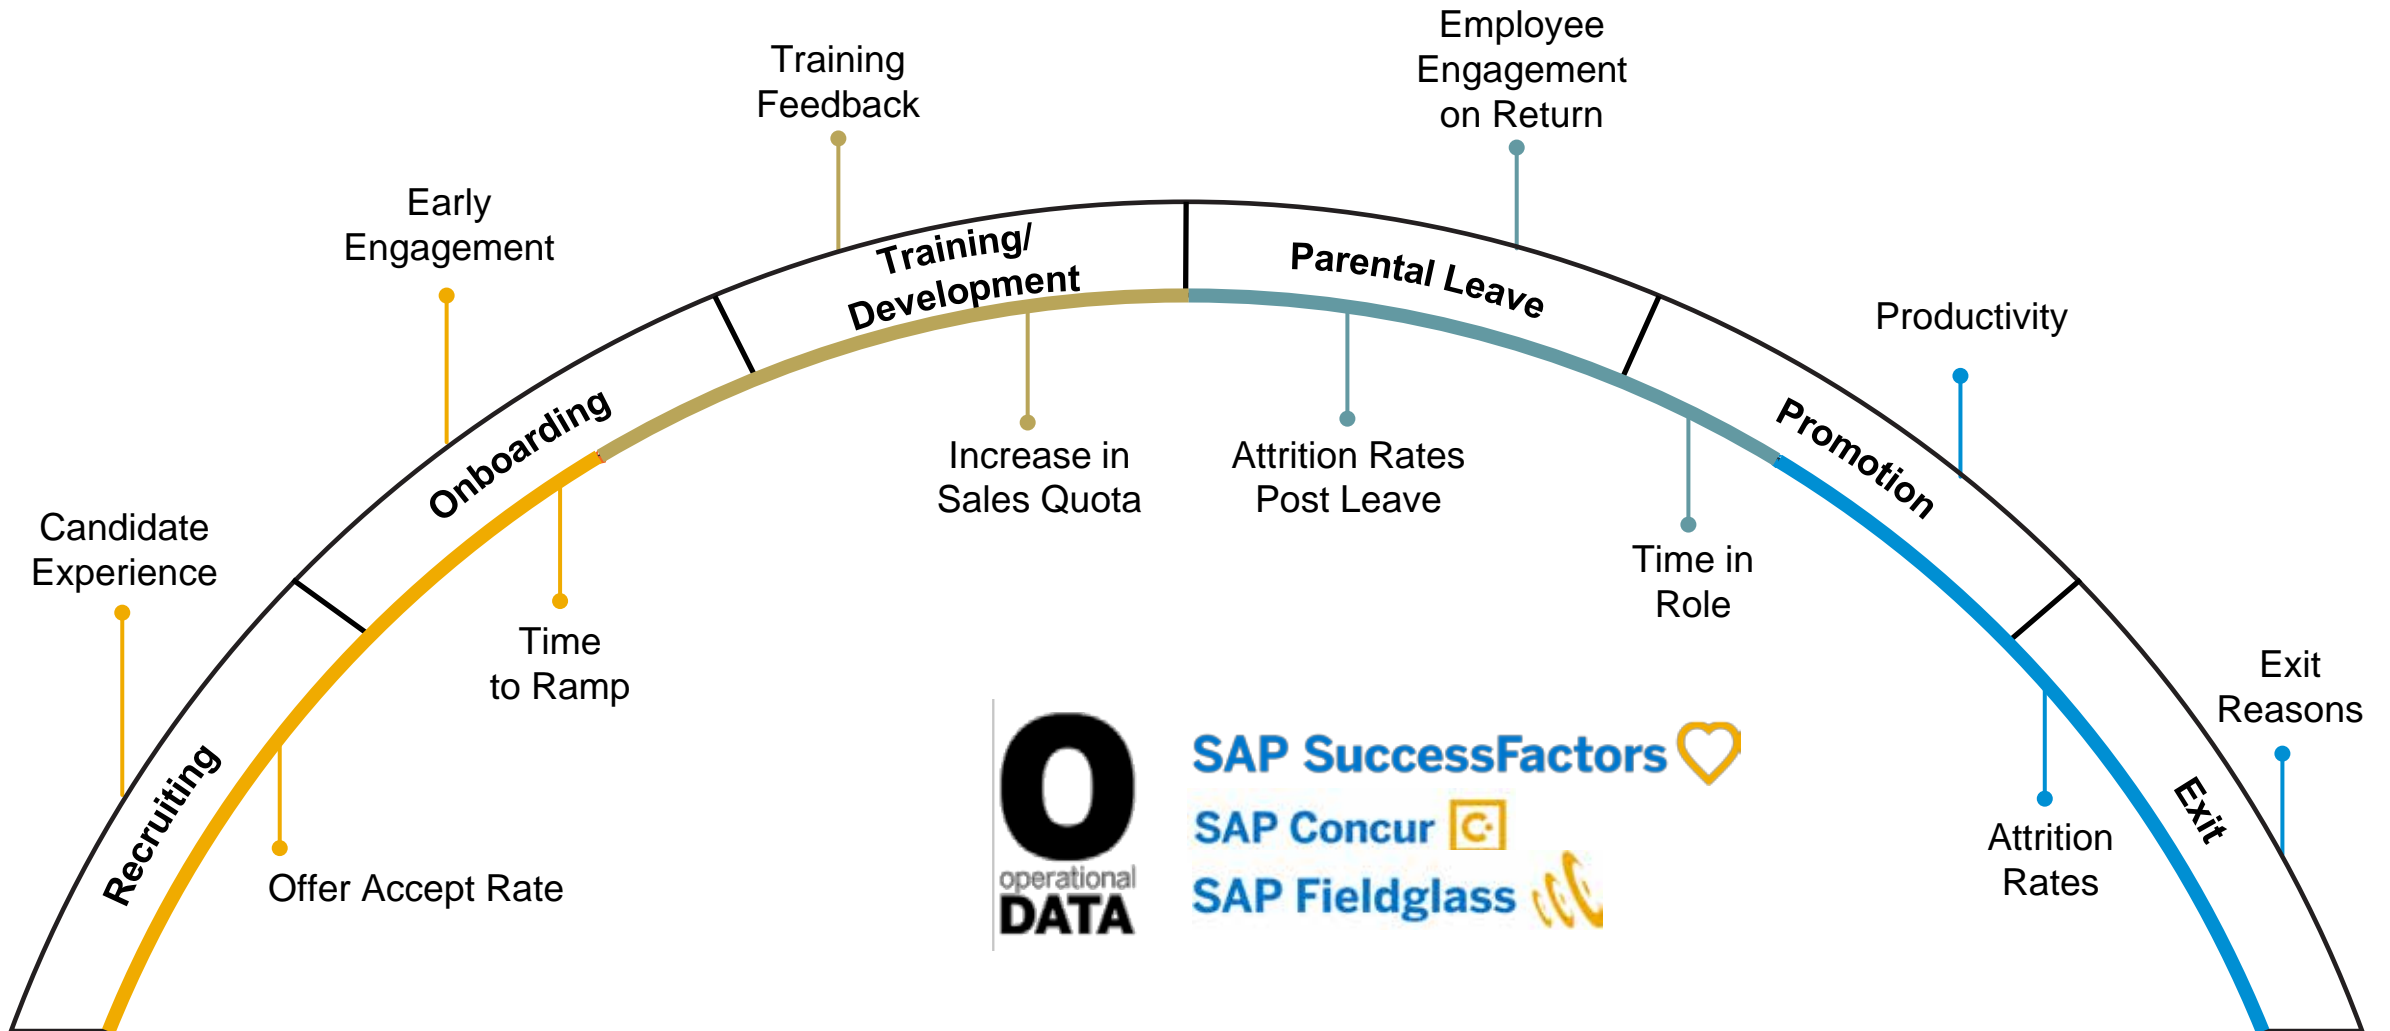 Employee
Engagement
on Return
Training
Feedback
Early
Engagement
Training/
Development
Parental Leave
Productivity
Onboarding
Promotion
Increase in
Sales Quota
Attrition Rates
Post Leave
Candidate
Experience
Time in
Role
Time
to Ramp
Exit
Reasons
Recruiting
Exit
Offer Accept Rate
Attrition
Rates
O
operational
DATA
SAP SuccessFactors
SAP Concur C
SAP Fieldglass